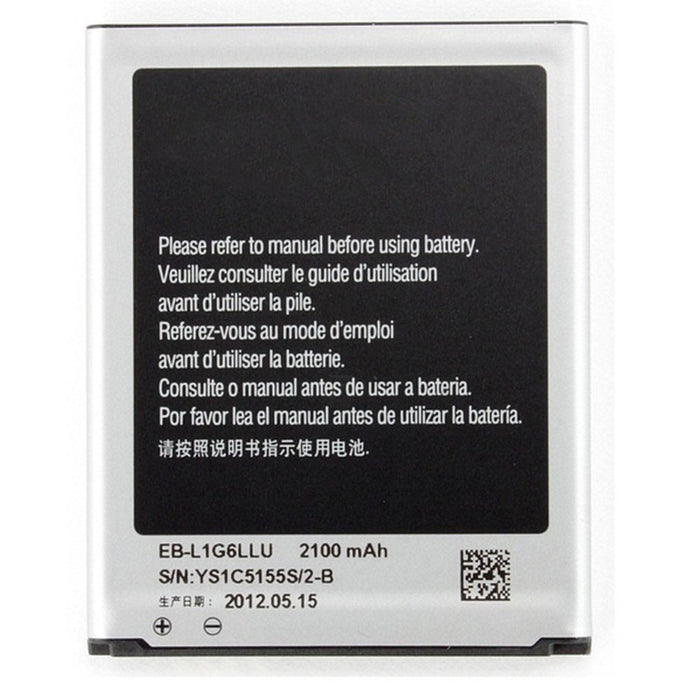 Please refer to manual before using battery.
Veuillez consulter le guide d'utilisation
avant d'utiliser la pile.
Referez-vous au mode d'emploi
avant d'utiliser la batterie.
Consulte o manual antes de usar a bateria.
Por favor lea el manual antes de utilizar la batería.
请按照说明书指示使用电池.
EB-L1G6LLU 2100 mAh
S/N:YS1C5155S/2-B
生产日期： 2012.05.15
+ −